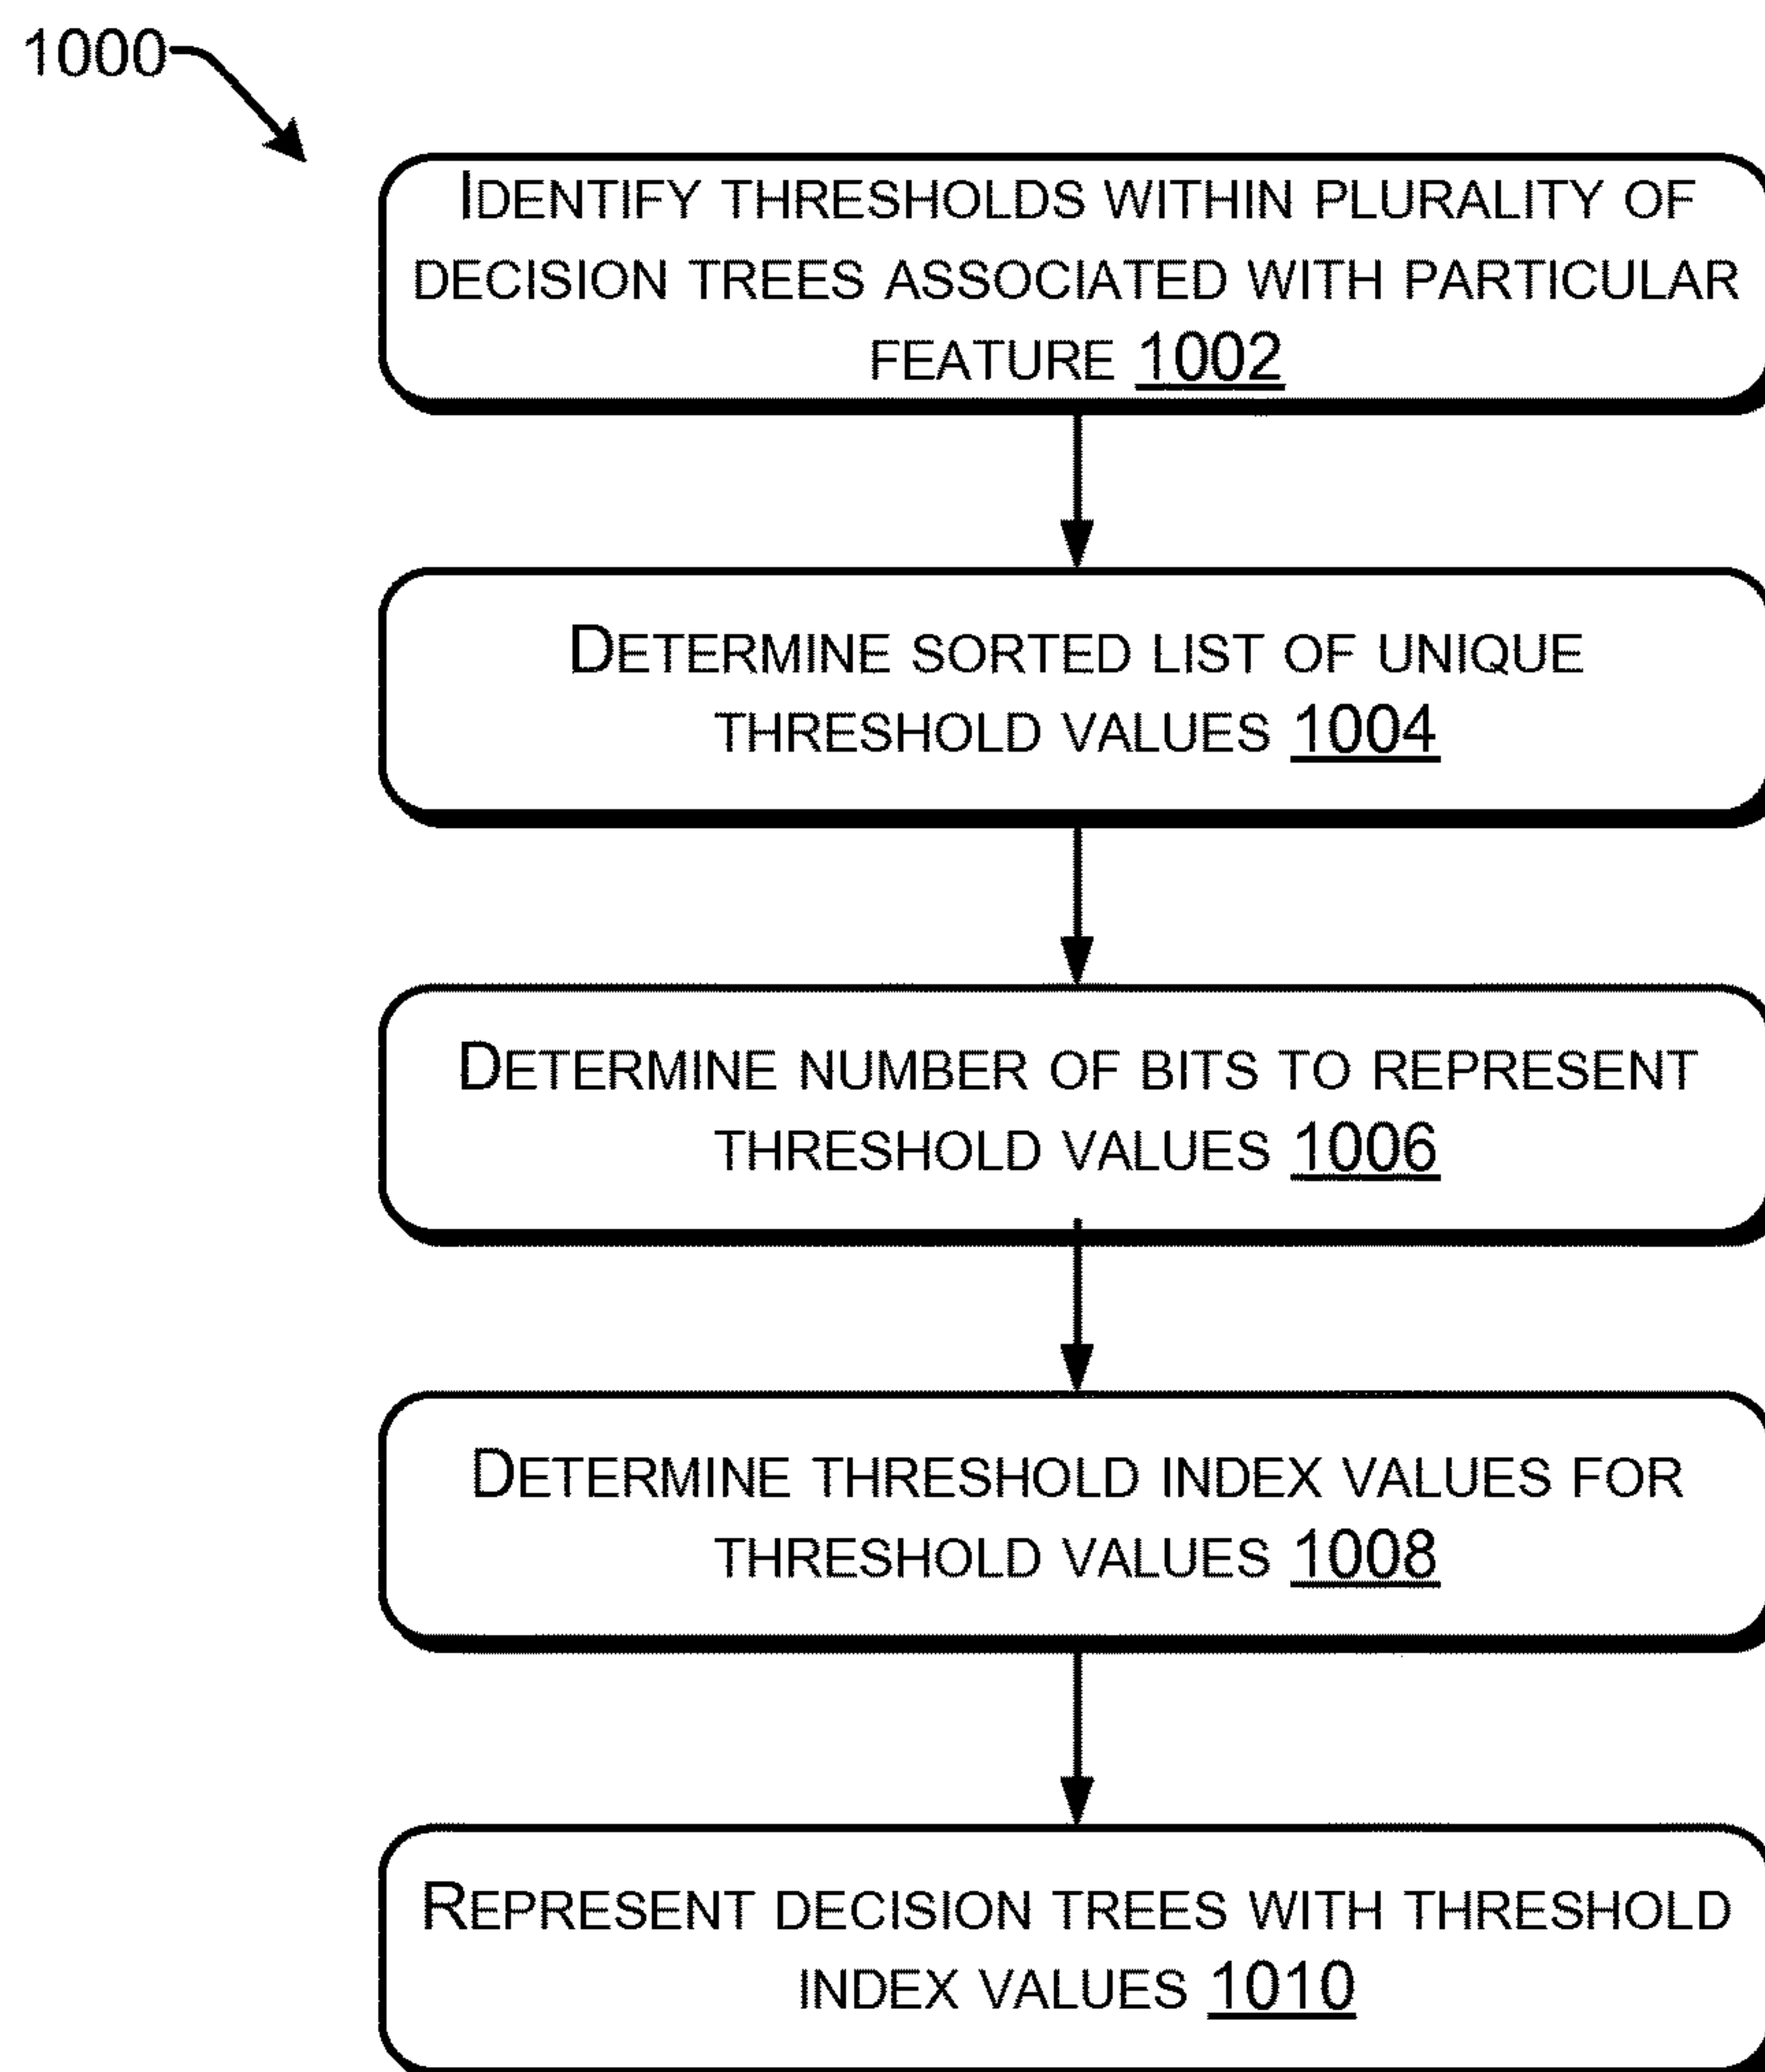 1000
IDENTIFY THRESHOLDS WITHIN PLURALITY OF
DECISION TREES ASSOCIATED WITH PARTICULAR
FEATURE 1002
DETERMINE SORTED LIST OF UNIQUE
THRESHOLD VALUES 1004
DETERMINE NUMBER OF BITS TO REPRESENT
THRESHOLD VALUES 1006
DETERMINE THRESHOLD INDEX VALUES FOR
THRESHOLD VALUES 1008
REPRESENT DECISION TREES WITH THRESHOLD
INDEX VALUES 1010